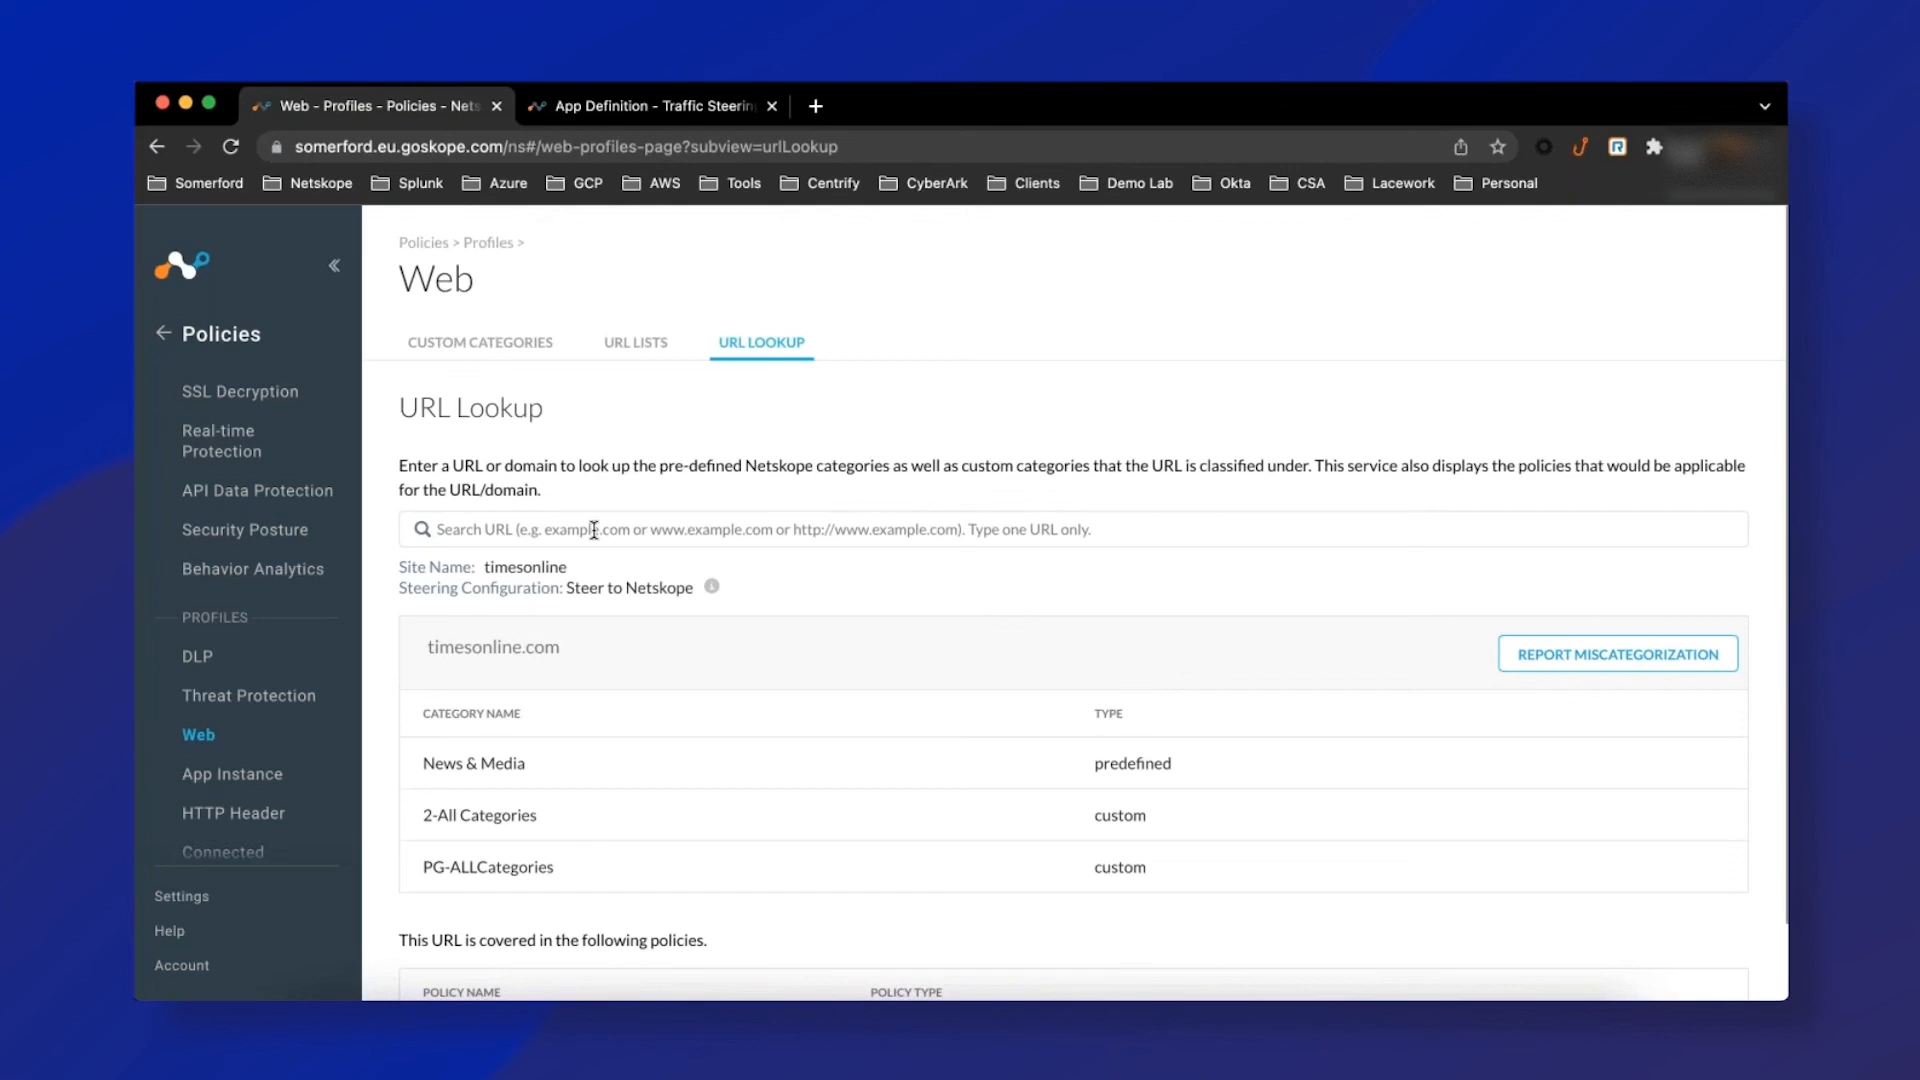 Web - Profiles - Policies - Nets
App Definition - Traffic Steerin
somerford.eu.goskope.com/ns#/web-profiles-page?subview=urlLookup
Somerford
Netskope
Splunk
Azure
GCP
AWS
Tools
Centrify
CyberArk
Clients
Demo Lab
Okta
CSA
Lacework
Personal
Policies
SSL Decryption
Real-time
Protection
API Data Protection
Security Posture
Behavior Analytics
PROFILES
DLP
Threat Protection
Web
App Instance
HTTP Header
Connected
Settings
Help
Account
Policies > Profiles >
Web
CUSTOM CATEGORIES
URL LISTS
URL LOOKUP
URL Lookup
Enter a URL or domain to look up the pre-defined Netskope categories as well as custom categories that the URL is classified under. This service also displays the policies that would be applicable
for the URL/domain.
Search URL (e.g. example.com or www.example.com or http://www.example.com). Type one URL only.
Site Name: timesonline
Steering Configuration: Steer to Netskope
timesonline.com
REPORT MISCATEGORIZATION
CATEGORY NAME TYPE
News & Media predefined
2-All Categories custom
PG-ALLCategories custom
This URL is covered in the following policies.
POLICY NAME POLICY TYPE